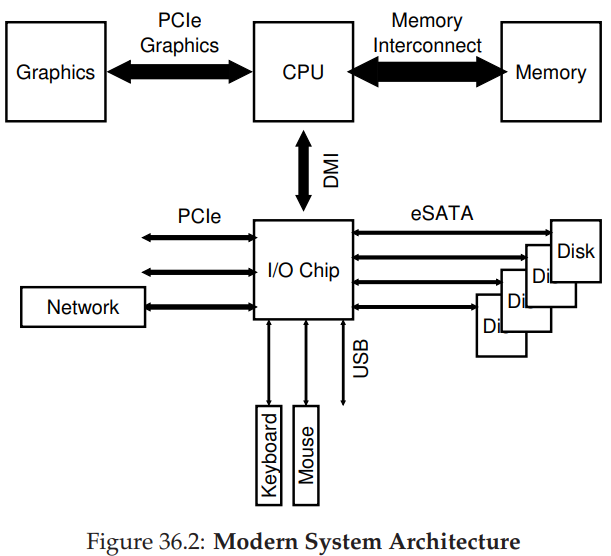 PCIe
Graphics
Memory
Interconnect
Graphics
CPU
Memory
DMI
PCIe
eSATA
I/O Chip
Disk
Di
Di
Di
Network
USB
Keyboard
Mouse
Figure 36.2: Modern System Architecture